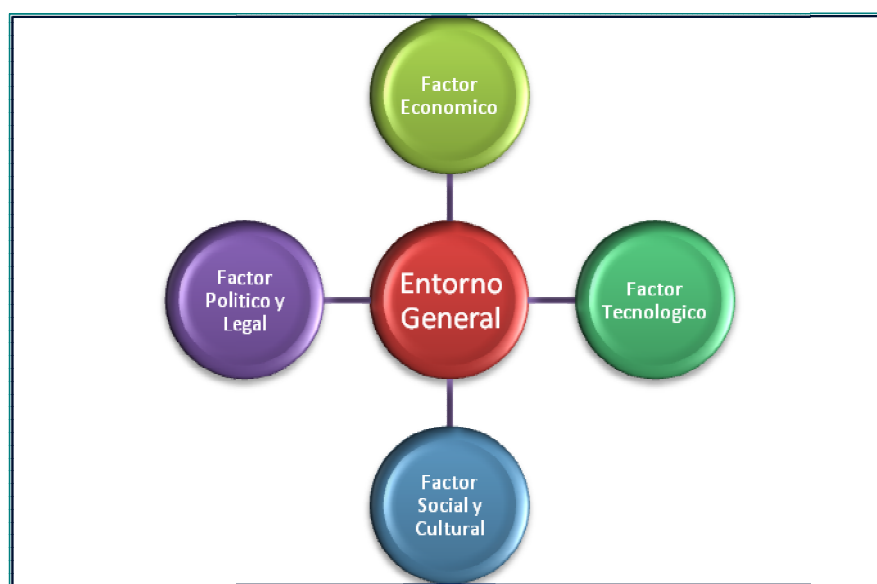 Factor
Economico
Factor
Politico y
Legal
Entorno
General
Factor
Tecnologico
Factor
Social y
Cultural